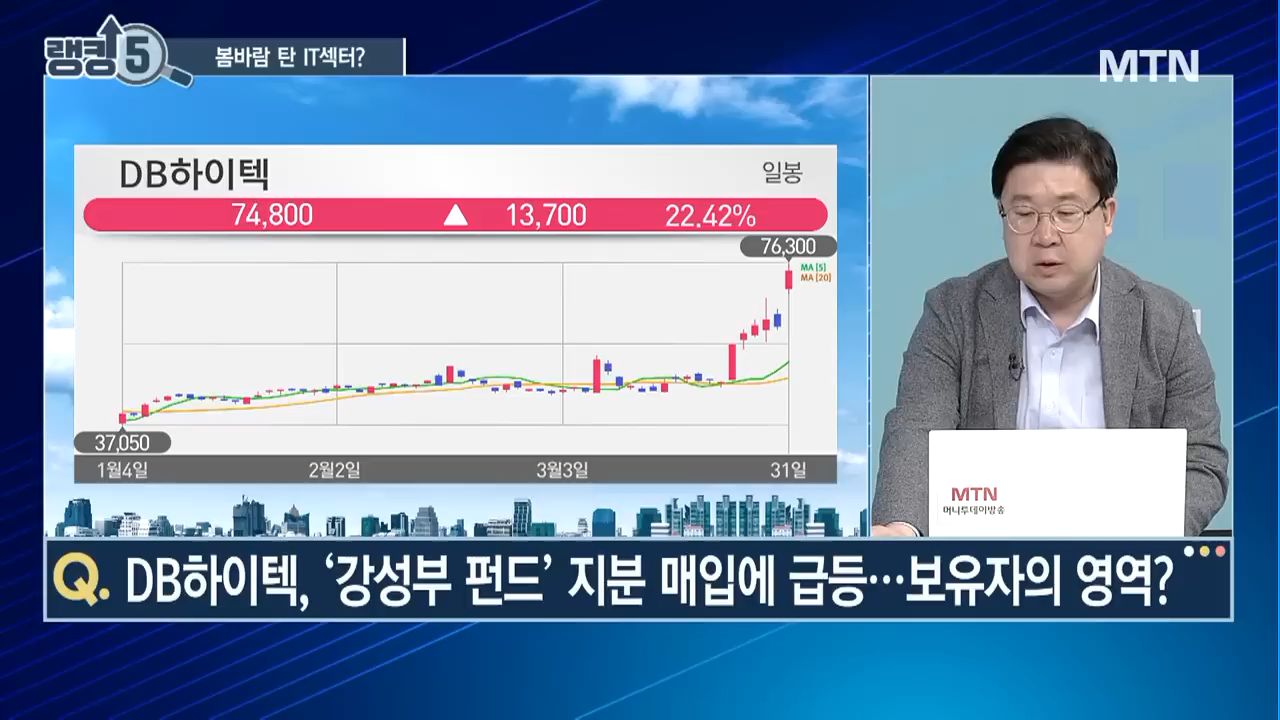 랭킹5
봄바람 탄 IT섹터?
MTN
DB하이텍
일봉
74,800 ▲ 13,700 22.42%
76,300
MA [5]
MA [20]
37,050
1월4일 2월2일 3월3일 31일
MTN
머니투데이방송
Q. DB하이텍, ‘강성부 펀드’ 지분 매입에 급등…보유자의 영역?